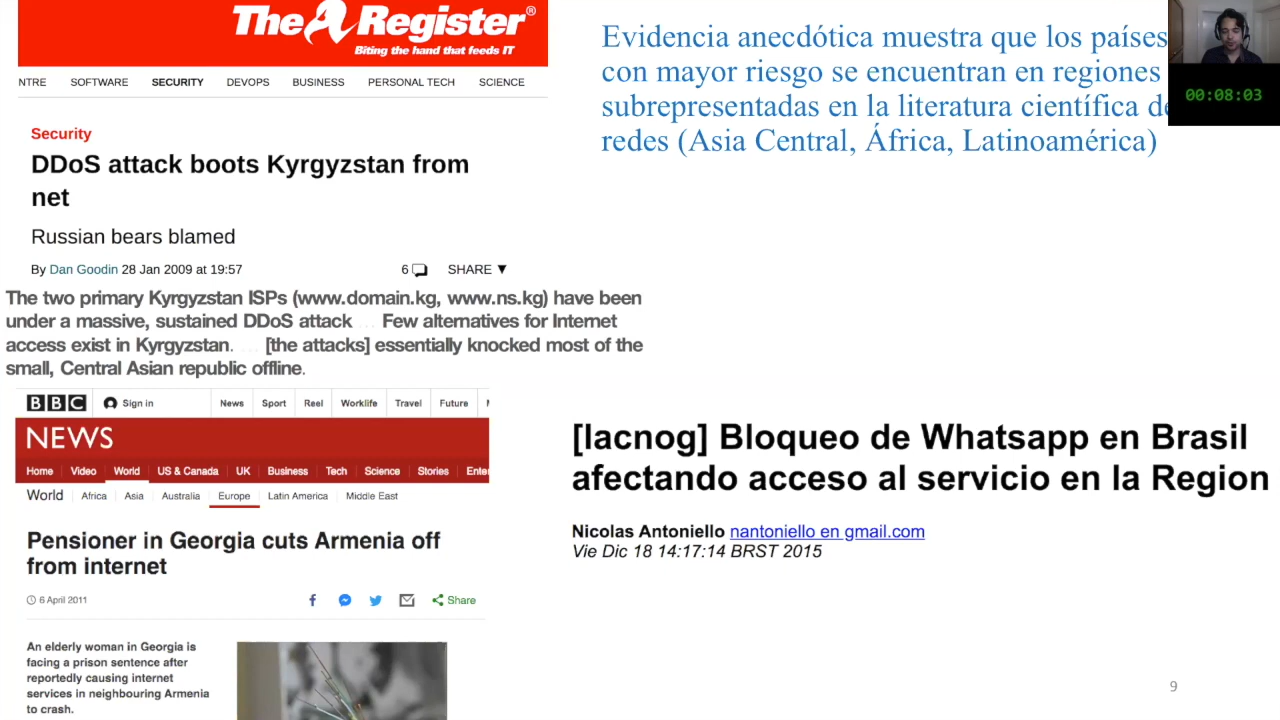 The Register®
Biting the hand that feeds IT
NTRE SOFTWARE SECURITY DEVOPS BUSINESS PERSONAL TECH SCIENCE
Security
DDoS attack boots Kyrgyzstan from
net
Russian bears blamed
By Dan Goodin 28 Jan 2009 at 19:57 6 SHARE ▼
The two primary Kyrgyzstan ISPs (www.domain.kg, www.ns.kg) have been
under a massive, sustained DDoS attack ... Few alternatives for Internet
access exist in Kyrgyzstan. ... [the attacks] essentially knocked most of the
small, Central Asian republic offline.
Evidencia anecdótica muestra que los países
con mayor riesgo se encuentran en regiones
subrepresentadas en la literatura científica de
redes (Asia Central, África, Latinoamérica)
00:08:03
BBC Sign in News Sport Reel Worklife Travel Future
NEWS
Home Video World US & Canada UK Business Tech Science Stories Enter
World Africa Asia Australia Europe Latin America Middle East
Pensioner in Georgia cuts Armenia off
from internet
6 April 2011 Share
An elderly woman in Georgia is
facing a prison sentence after
reportedly causing internet
services in neighbouring Armenia
to crash.
[lacnog] Bloqueo de Whatsapp en Brasil
afectando acceso al servicio en la Region
Nicolas Antoniello nantoniello en gmail.com
Vie Dic 18 14:17:14 BRST 2015
9